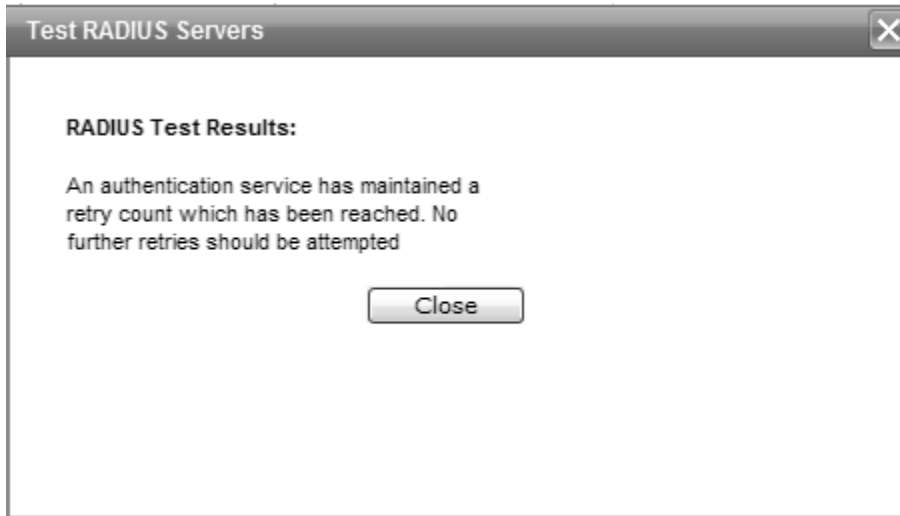 Test RADIUS Servers
RADIUS Test Results:
An authentication service has maintained a
retry count which has been reached. No
further retries should be attempted
Close